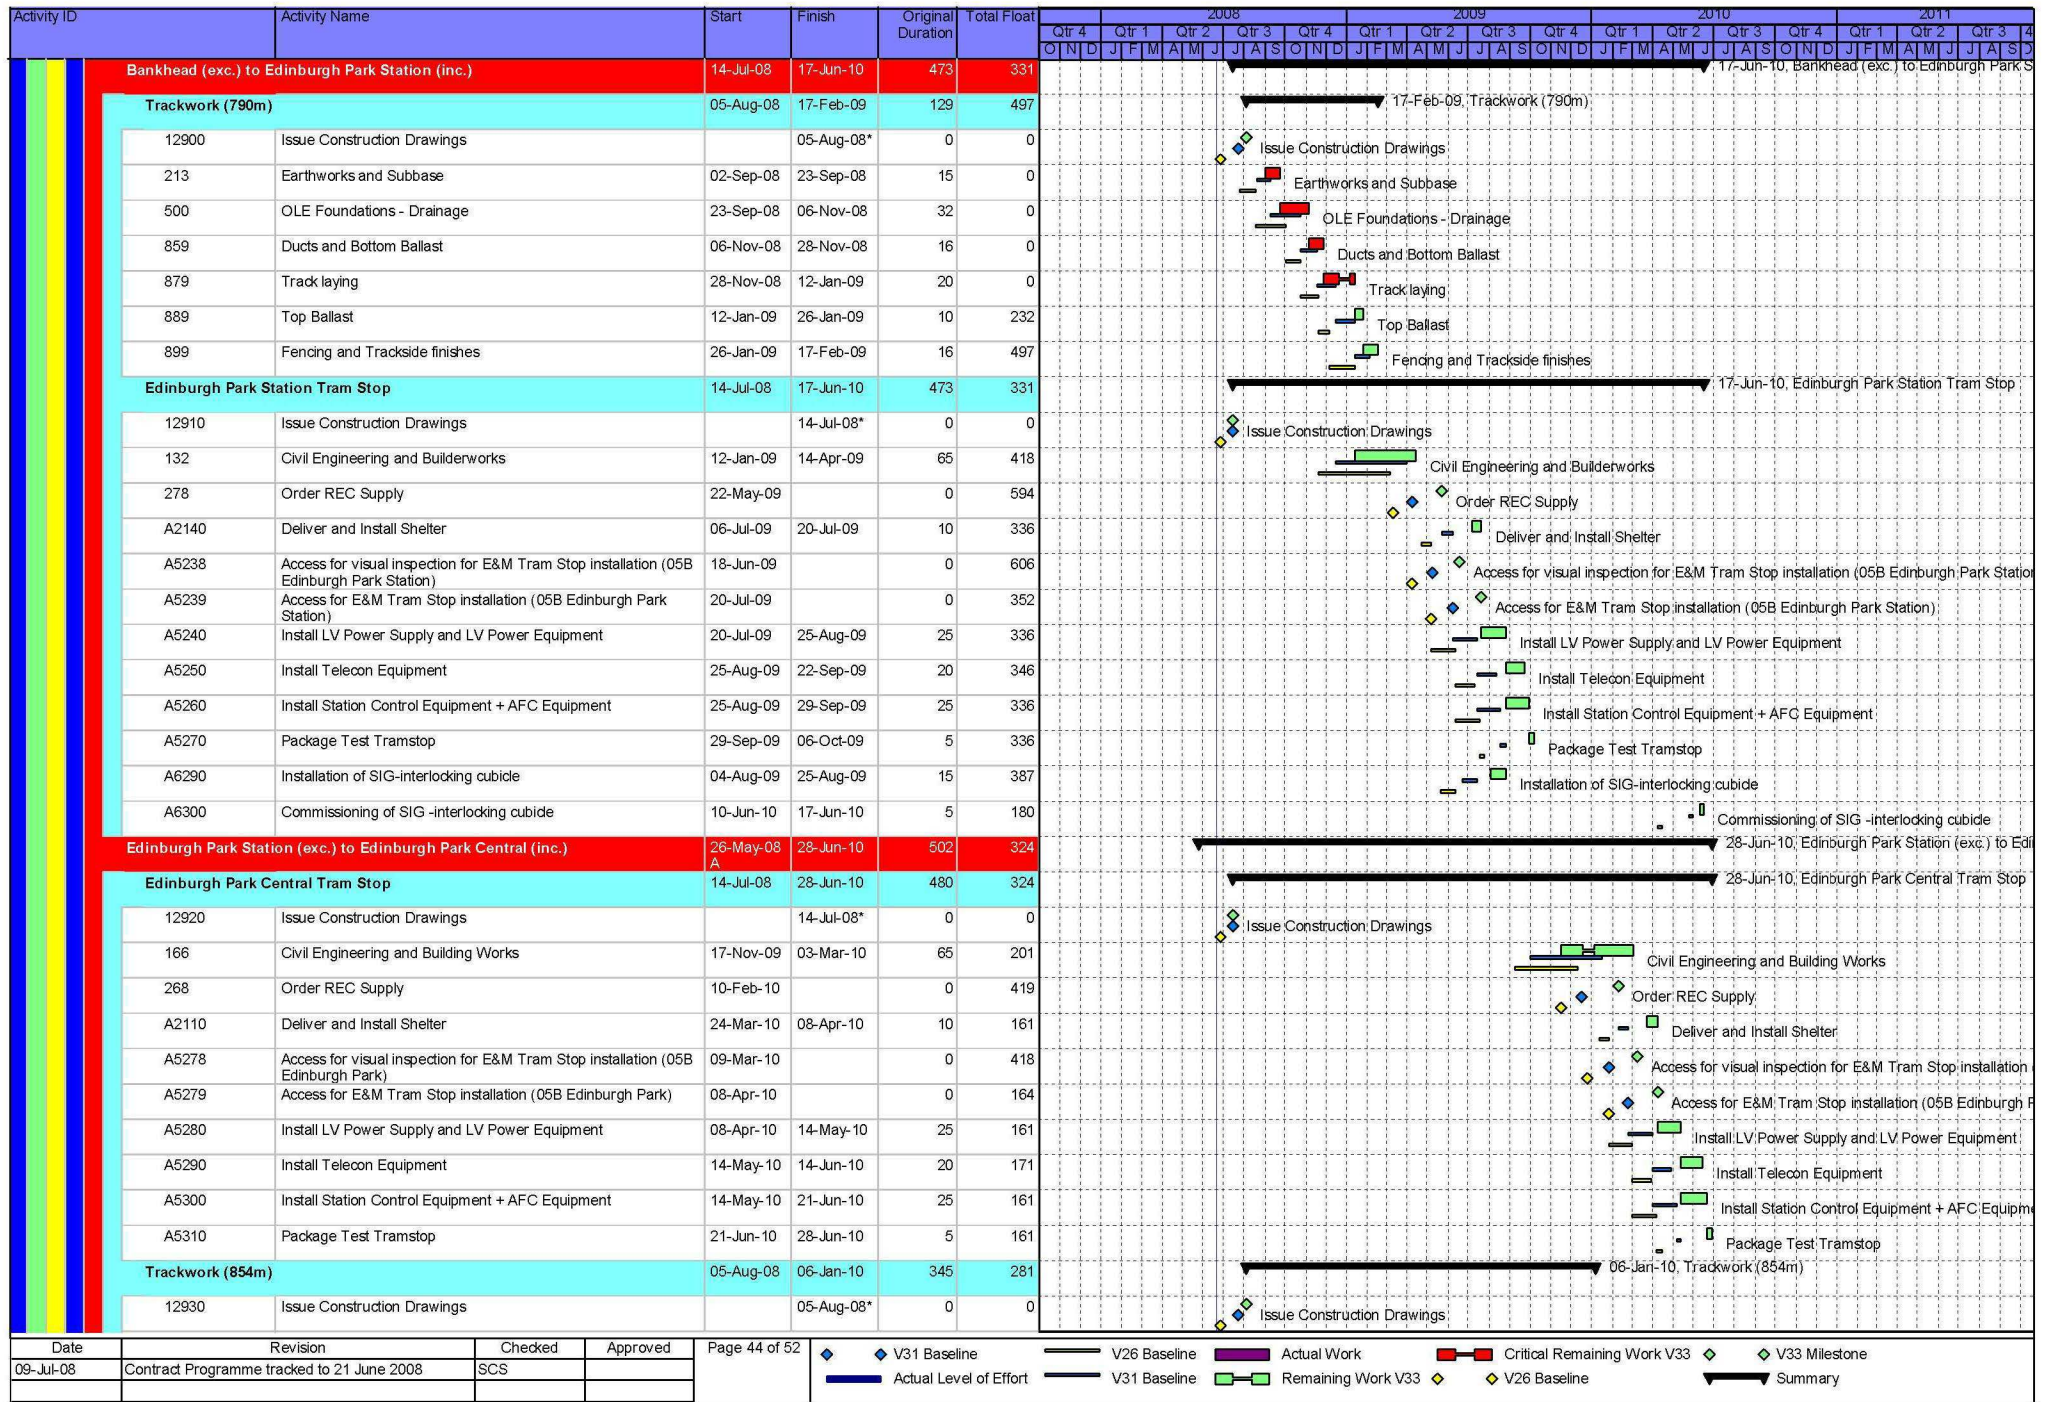 Activity ID Activity Name Start Finish Original Total Float 2008 2009 2010 2011
Duration Qtr 4 Qtr 1 Qtr 2 Qtr 3 Qtr 4 Qtr 1 Qtr 2 Qtr 3 Qtr 4 Qtr 1 Qtr 2 Qtr 3 Qtr 4 Qtr 1 Qtr 2 Qtr 3 4
O N D J F M A M J J A S O N D J F M A M J J A S O N D J F M A M J J A S O N D J F M A M J J A S O
Bankhead (exc.) to Edinburgh Park Station (inc.) 14-Jul-08 17-Jun-10 473 331 17-Jun-10, Bankhead (exc.) to Edinburgh Park S
Trackwork (790m) 05-Aug-08 17-Feb-09 129 497 17-Feb-09, Trackwork (790m)
12900 Issue Construction Drawings 05-Aug-08* 0 0 Issue Construction Drawings
213 Earthworks and Subbase 02-Sep-08 23-Sep-08 15 0 Earthworks and Subbase
500 OLE Foundations - Drainage 23-Sep-08 06-Nov-08 32 0 OLE Foundations - Drainage
859 Ducts and Bottom Ballast 06-Nov-08 28-Nov-08 16 0 Ducts and Bottom Ballast
879 Track laying 28-Nov-08 12-Jan-09 20 0 Track laying
889 Top Ballast 12-Jan-09 26-Jan-09 10 232 Top Ballast
899 Fencing and Trackside finishes 26-Jan-09 17-Feb-09 16 497 Fencing and Trackside finishes
Edinburgh Park Station Tram Stop 14-Jul-08 17-Jun-10 473 331 17-Jun-10, Edinburgh Park Station Tram Stop
12910 Issue Construction Drawings 14-Jul-08* 0 0 Issue Construction Drawings
132 Civil Engineering and Builderworks 12-Jan-09 14-Apr-09 65 418 Civil Engineering and Builderworks
278 Order REC Supply 22-May-09 0 594 Order REC Supply
A2140 Deliver and Install Shelter 06-Jul-09 20-Jul-09 10 336 Deliver and Install Shelter
A5238 Access for visual inspection for E&M Tram Stop installation (05B 18-Jun-09 0 606 Access for visual inspection for E&M Tram Stop installation (05B Edinburgh Park Station
Edinburgh Park Station)
A5239 Access for E&M Tram Stop installation (05B Edinburgh Park 20-Jul-09 0 352 Access for E&M Tram Stop installation (05B Edinburgh Park Station)
Station)
A5240 Install LV Power Supply and LV Power Equipment 20-Jul-09 25-Aug-09 25 336 Install LV Power Supply and LV Power Equipment
A5250 Install Telecon Equipment 25-Aug-09 22-Sep-09 20 346 Install Telecon Equipment
A5260 Install Station Control Equipment + AFC Equipment 25-Aug-09 29-Sep-09 25 336 Install Station Control Equipment + AFC Equipment
A5270 Package Test Tramstop 29-Sep-09 06-Oct-09 5 336 Package Test Tramstop
A6290 Installation of SIG-interlocking cubicle 04-Aug-09 25-Aug-09 15 387 Installation of SIG-interlocking cubicle
A6300 Commissioning of SIG -interlocking cubicle 10-Jun-10 17-Jun-10 5 180 Commissioning of SIG -interlocking cubicle
Edinburgh Park Station (exc.) to Edinburgh Park Central (inc.) 26-May-08 28-Jun-10 502 324 28-Jun-10, Edinburgh Park Station (exc.) to Edi
A
Edinburgh Park Central Tram Stop 14-Jul-08 28-Jun-10 480 324 28-Jun-10, Edinburgh Park Central Tram Stop
12920 Issue Construction Drawings 14-Jul-08* 0 0 Issue Construction Drawings
166 Civil Engineering and Building Works 17-Nov-09 03-Mar-10 65 201 Civil Engineering and Building Works
268 Order REC Supply 10-Feb-10 0 419 Order REC Supply
A2110 Deliver and Install Shelter 24-Mar-10 08-Apr-10 10 161 Deliver and Install Shelter
A5278 Access for visual inspection for E&M Tram Stop installation (05B 09-Mar-10 0 418 Access for visual inspection for E&M Tram Stop installation
Edinburgh Park)
A5279 Access for E&M Tram Stop installation (05B Edinburgh Park) 08-Apr-10 0 164 Access for E&M Tram Stop installation (05B Edinburgh P
A5280 Install LV Power Supply and LV Power Equipment 08-Apr-10 14-May-10 25 161 Install LV Power Supply and LV Power Equipment
A5290 Install Telecon Equipment 14-May-10 14-Jun-10 20 171 Install Telecon Equipment
A5300 Install Station Control Equipment + AFC Equipment 14-May-10 21-Jun-10 25 161 Install Station Control Equipment + AFC Equipme
A5310 Package Test Tramstop 21-Jun-10 28-Jun-10 5 161 Package Test Tramstop
Trackwork (854m) 05-Aug-08 06-Jan-10 345 281 06-Jan-10, Trackwork (854m)
12930 Issue Construction Drawings 05-Aug-08* 0 0 Issue Construction Drawings
Date Revision Checked Approved Page 44 of 52 V31 Baseline V26 Baseline Actual Work Critical Remaining Work V33 V33 Milestone
09-Jul-08 Contract Programme tracked to 21 June 2008 SCS Actual Level of Effort V31 Baseline Remaining Work V33 V26 Baseline Summary